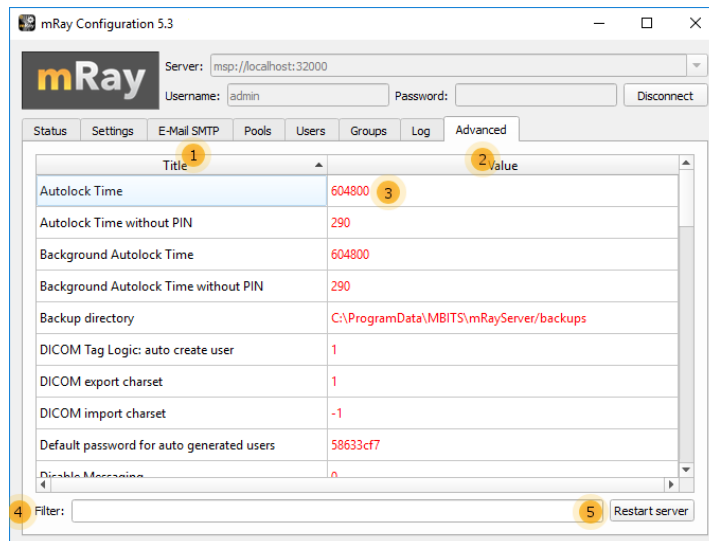 mRay Configuration 5.3
mRay
Server: msp://localhost:32000
Username: admin Password: Disconnect
Status Settings E-Mail SMTP Pools Users Groups Log Advanced
Title 1 2 Value
Autolock Time 604800 3
Autolock Time without PIN 290
Background Autolock Time 604800
Background Autolock Time without PIN 290
Backup directory C:\ProgramData\MBITS\mRayServer/backups
DICOM Tag Logic: auto create user 1
DICOM export charset 1
DICOM import charset -1
Default password for auto generated users 58633cf7
Disable Messaging 0
4 Filter: 5 Restart server